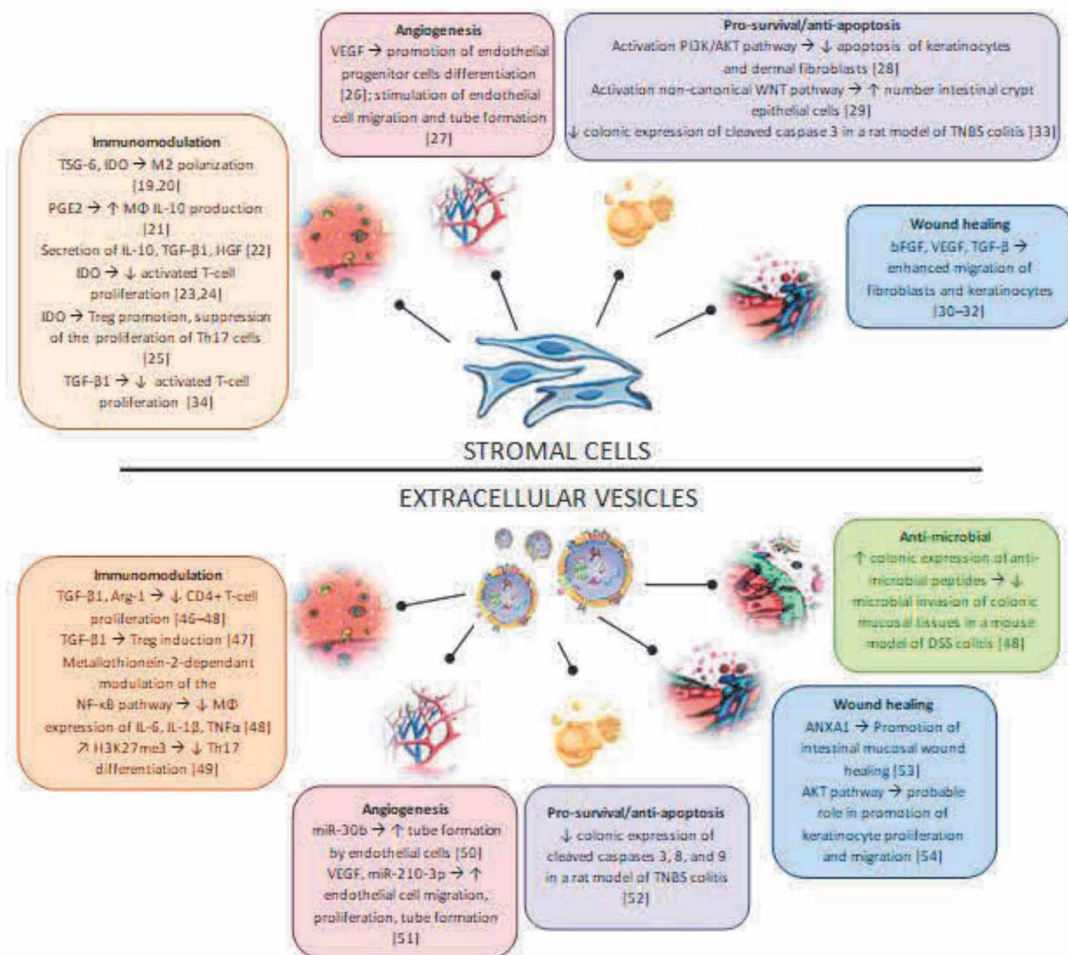 Angiogenesis
VEGF → promotion of endothelial
progenitor cells differentiation
[26]; stimulation of endothelial
cell migration and tube formation
[27]
Pro-survival/anti-apoptosis
Activation PI3K/AKT pathway → ↓ apoptosis of keratinocytes
and dermal fibroblasts [28]
Activation non-canonical WNT pathway → ↑ number intestinal crypt
epithelial cells [29]
↓ colonic expression of cleaved caspase 3 in a rat model of TNBS colitis [33]
Immunomodulation
TSG-6, IDO → M2 polarization
[19,20]
PGE2 → ↑ MΦ IL-10 production
[21]
Secretion of IL-10, TGF-β1, HGF [22]
IDO → ↓ activated T-cell
proliferation [23,24]
IDO → Treg promotion, suppression
of the proliferation of Th17 cells
[25]
TGF-β1 → ↓ activated T-cell
proliferation [34]
Wound healing
bFGF, VEGF, TGF-β →
enhanced migration of
fibroblasts and keratinocytes
[30–32]
STROMAL CELLS
EXTRACELLULAR VESICLES
Immunomodulation
TGF-β1, Arg-1 → ↓ CD4+ T-cell
proliferation [46–48]
TGF-β1 → Treg induction [47]
Metallothionein-2-dependant
modulation of the
NF-κB pathway → ↓ MΦ
expression of IL-6, IL-1β, TNFα [48]
↗ H3K27me3 → ↓ Th17
differentiation [49]
Angiogenesis
miR-30b → ↑ tube formation
by endothelial cells [50]
VEGF, miR-210-3p → ↑
endothelial cell migration,
proliferation, tube formation
[51]
Pro-survival/anti-apoptosis
↓ colonic expression of
cleaved caspases 3, 8, and 9
in a rat model of TNBS colitis
[52]
Anti-microbial
↑ colonic expression of anti-
microbial peptides → ↓
microbial invasion of colonic
mucosal tissues in a mouse
model of DSS colitis [48]
Wound healing
ANXA1 → Promotion of
intestinal mucosal wound
healing [53]
AKT pathway → probable
role in promotion of
keratinocyte proliferation
and migration [54]